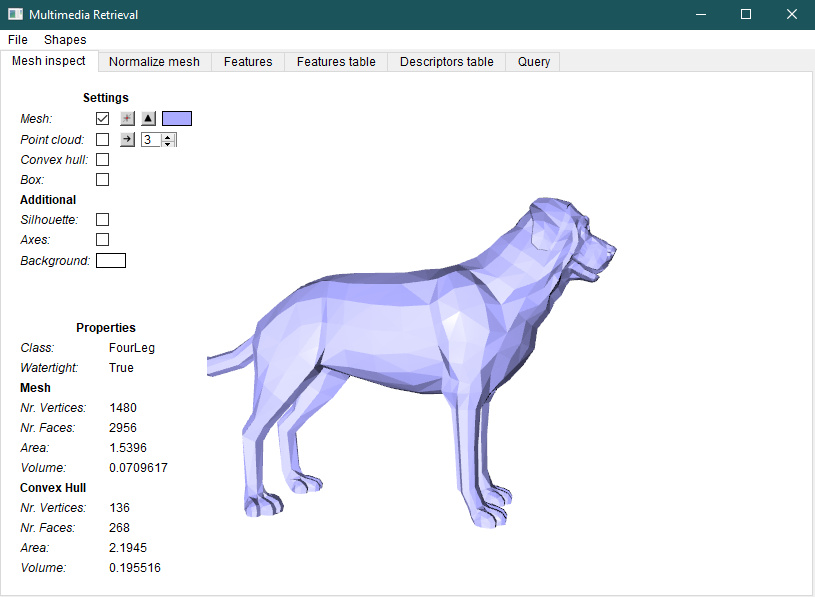 Multimedia Retrieval
File Shapes
Mesh inspect Normalize mesh Features Features table Descriptors table Query
Settings
Mesh:
Point cloud: 3
Convex hull:
Box:
Additional
Silhouette:
Axes:
Background:
Properties
Class: FourLeg
Watertight: True
Mesh
Nr. Vertices: 1480
Nr. Faces: 2956
Area: 1.5396
Volume: 0.0709617
Convex Hull
Nr. Vertices: 136
Nr. Faces: 268
Area: 2.1945
Volume: 0.195516